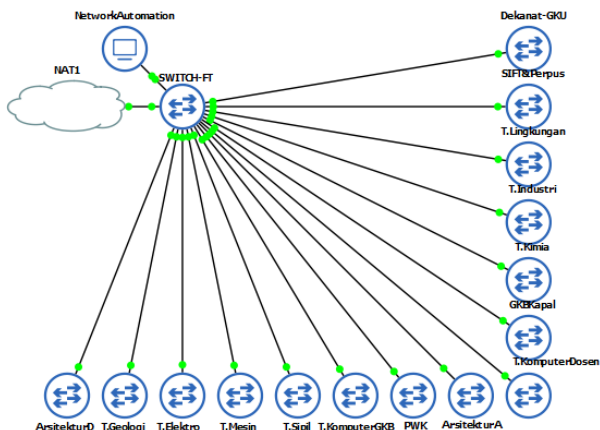 NetworkAutomation
Dekanat-GKU
NAT1
SWITCH-FT
SIFT&Perpus
T.Lingkungan
T.Industri
T.Kimia
GKBKapal
T.KomputerDosen
ArsitekturD
T.Geologi
T.Elektro
T.Mesin
T.Sipil
T.KomputerGKB
PWK
ArsitekturA